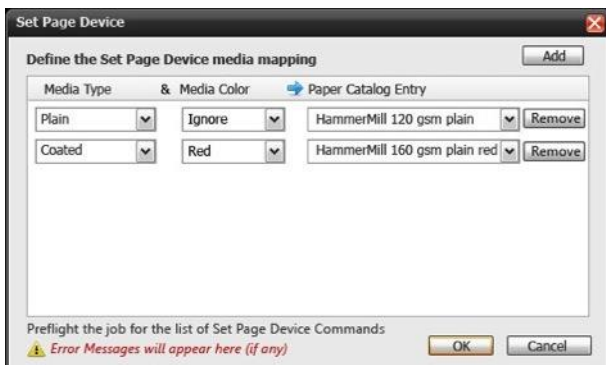 Set Page Device
Define the Set Page Device media mapping Add
Media Type & Media Color Paper Catalog Entry
Plain Ignore HammerMill 120 gsm plain Remove
Coated Red HammerMill 160 gsm plain red Remove
Preflight the job for the list of Set Page Device Commands
Error Messages will appear here (if any) OK Cancel